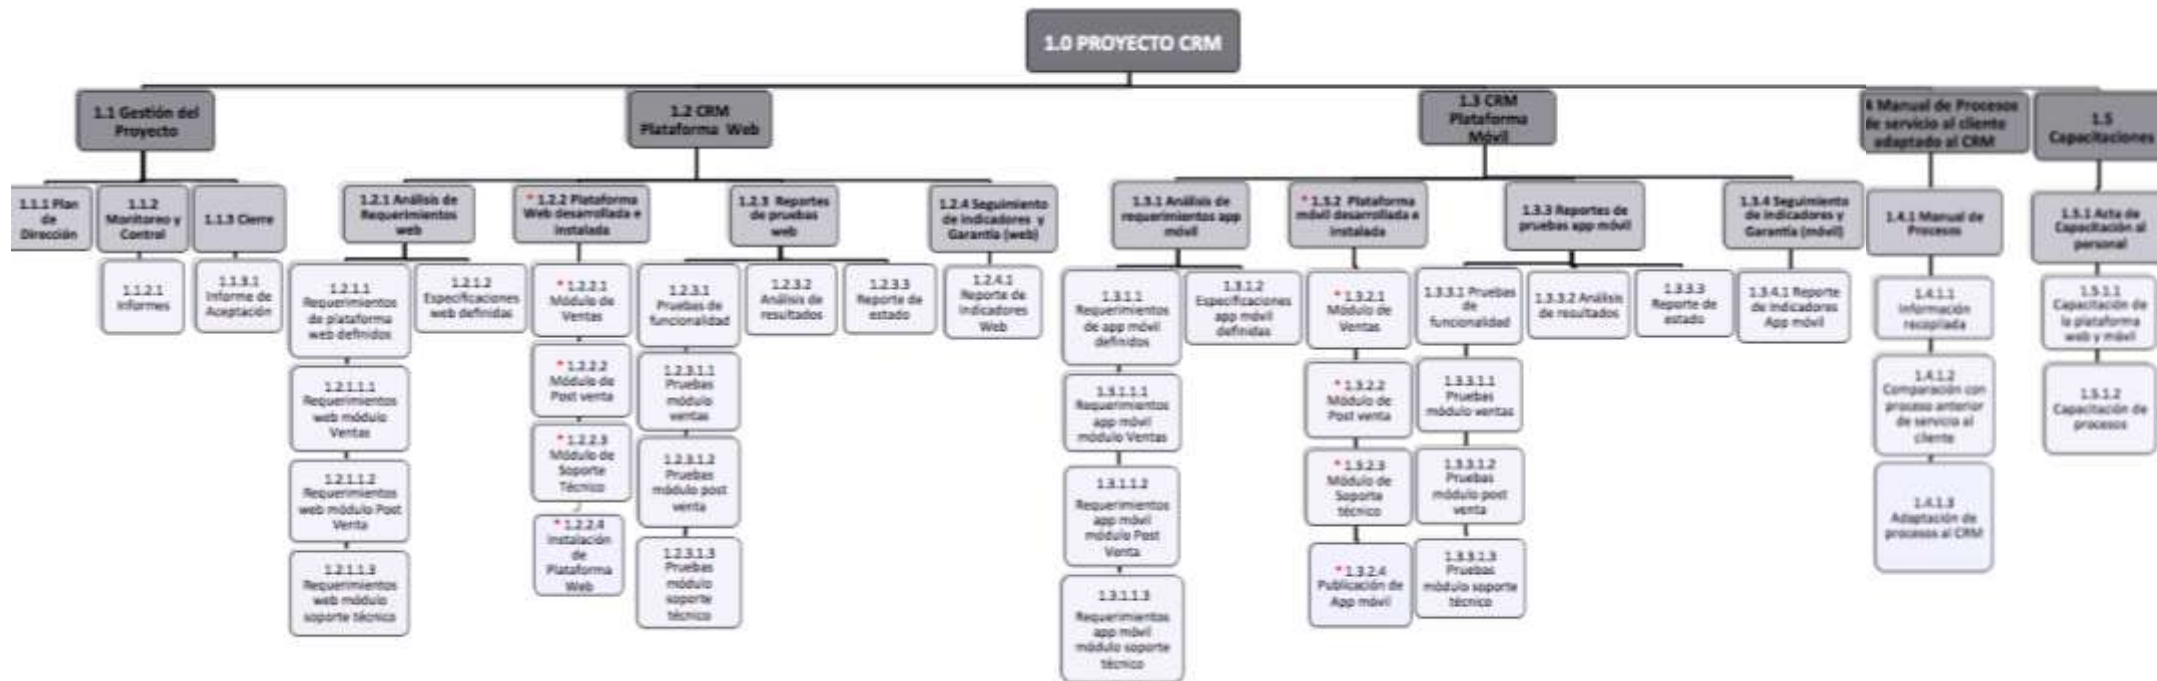 1.0 PROYECTO CRM
1.1 Gestión del
Proyecto
1.2 CRM
Plataforma Web
1.3 CRM
Plataforma
Móvil
4 Manual de Procesos
de servicio al cliente
adaptado al CRM
1.5
Capacitaciones
1.1.1 Plan
de
Dirección
1.1.2
Monitoreo y
Control
1.1.3 Cierre
1.2.1 Análisis de
Requerimientos
web
* 1.2.2 Plataforma
Web desarrollada e
instalada
1.2.3 Reportes
de pruebas
web
1.2.4 Seguimiento
de indicadores y
Garantía (web)
1.3.1 Análisis de
requerimientos app
móvil
* 1.3.2 Plataforma
móvil desarrollada e
instalada
1.3.3 Reportes de
pruebas app móvil
1.3.4 Seguimiento
de indicadores y
Garantía (móvil)
1.4.1 Manual de
Procesos
1.5.1 Acta de
Capacitación al
personal
1.1.2.1
Informes
1.1.3.1
Informe de
Aceptación
1.2.1.1
Requerimientos
de plataforma
web definidos
1.2.1.2
Especificaciones
web definidas
* 1.2.2.1
Módulo de
Ventas
1.2.3.1
Pruebas de
funcionalidad
1.2.3.2
Análisis de
resultados
1.2.3.3
Reporte de
estado
1.2.4.1
Reporte de
Indicadores
Web
1.3.1.1
Requerimientos
de app móvil
definidos
1.3.1.2
Especificaciones
app móvil
definidas
* 1.3.2.1
Módulo de
Ventas
1.3.3.1 Pruebas
de
funcionalidad
1.3.3.2 Análisis
de resultados
1.3.3.3
Reporte de
estado
1.3.4.1 Reporte
de indicadores
App móvil
1.4.1.1
Información
recopilada
1.5.1.1
Capacitación de
la plataforma
web y móvil
1.2.1.1.1
Requerimientos
web módulo
Ventas
* 1.2.2.2
Módulo de
Post venta
1.2.3.1.1
Pruebas
módulo
ventas
1.3.1.1.1
Requerimientos
app móvil
módulo Ventas
* 1.3.2.2
Módulo de
Post venta
1.3.3.1.1
Pruebas
módulo ventas
1.4.1.2
Comparación con
proceso anterior
de servicio al
cliente
1.5.1.2
Capacitación de
procesos
1.2.1.1.2
Requerimientos
web módulo Post
Venta
* 1.2.2.3
Módulo de
Soporte
Técnico
1.2.3.1.2
Pruebas
módulo post
venta
1.3.1.1.2
Requerimientos
app móvil
módulo Post
Venta
* 1.3.2.3
Módulo de
Soporte
técnico
1.3.3.1.2
Pruebas
módulo post
venta
1.4.1.3
Adaptación de
procesos al CRM
1.2.1.1.3
Requerimientos
web módulo
soporte técnico
* 1.2.2.4
Instalación
de
Plataforma
Web
1.2.3.1.3
Pruebas
módulo
soporte
técnico
1.3.1.1.3
Requerimientos
app móvil
módulo soporte
técnico
* 1.3.2.4
Publicación de
App móvil
1.3.3.1.3
Pruebas
módulo soporte
técnico